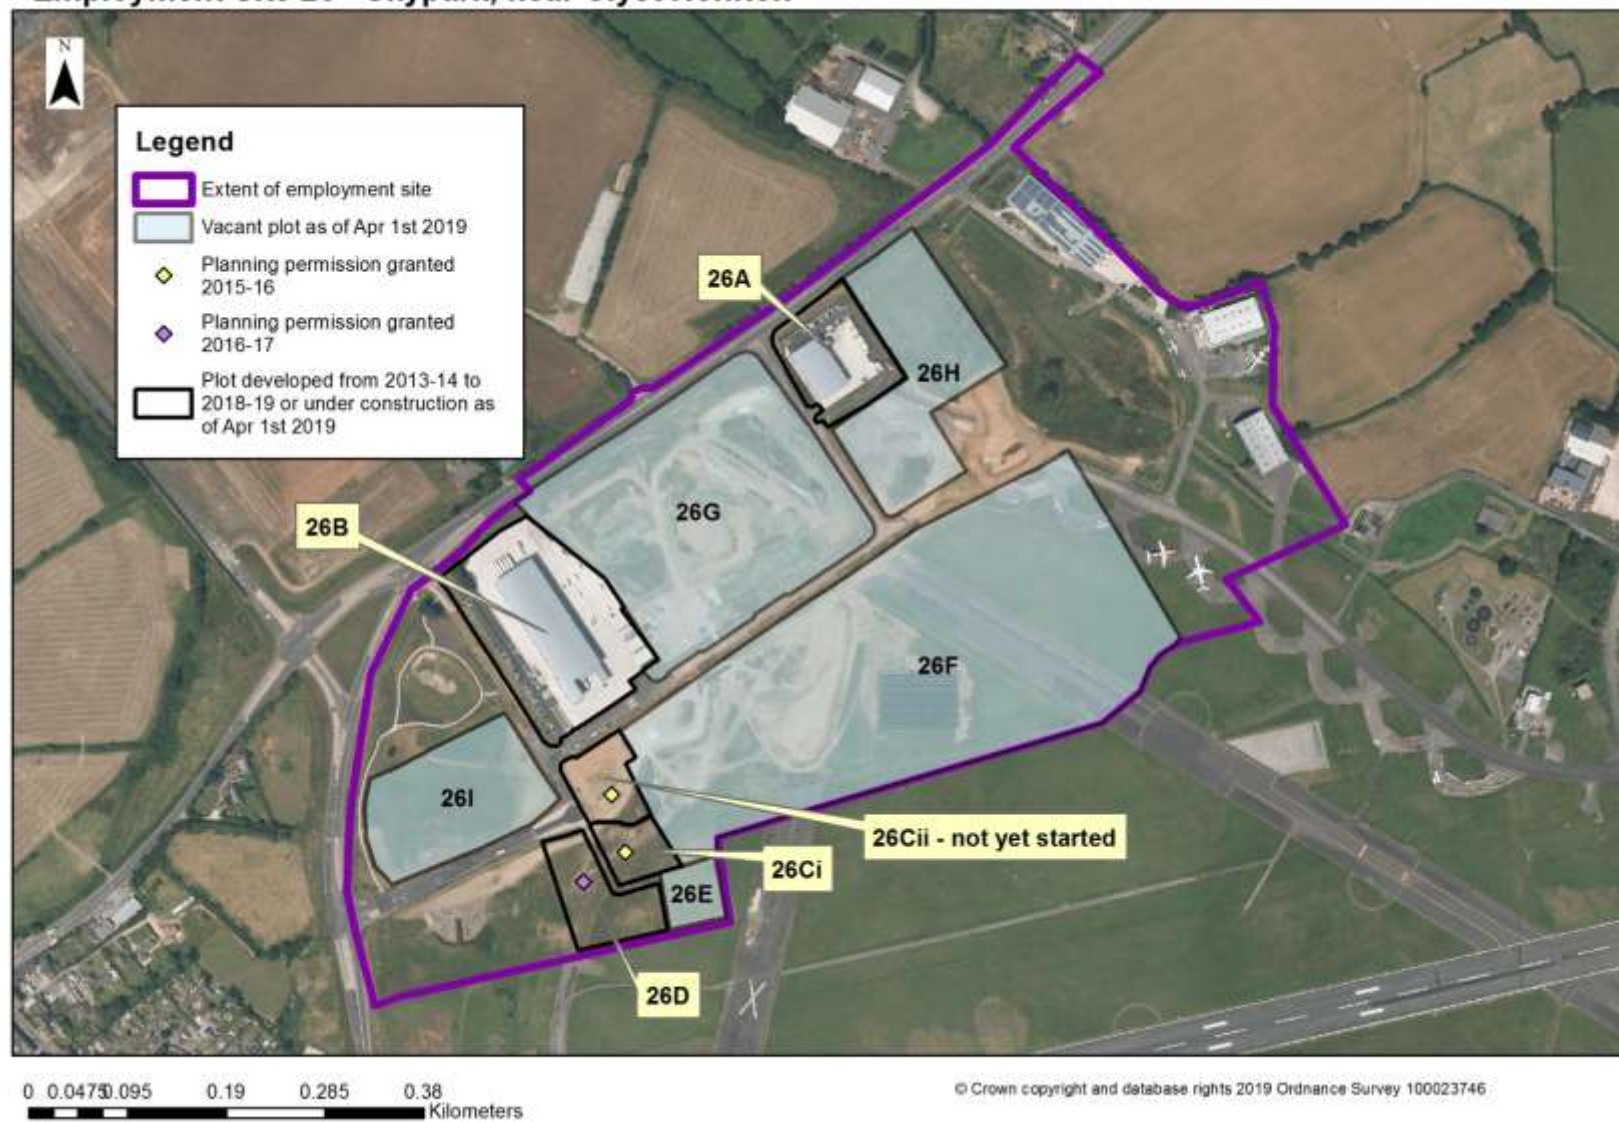 N
Legend
Extent of employment site
Vacant plot as of Apr 1st 2019
Planning permission granted
2015-16
Planning permission granted
2016-17
Plot developed from 2013-14 to
2018-19 or under construction as
of Apr 1st 2019
26A
26H
26G
26B
26F
26I
26Cii - not yet started
26Ci
26E
26D
0 0.0475 0.095 0.19 0.285 0.38
Kilometers
© Crown copyright and database rights 2019 Ordnance Survey 100023746